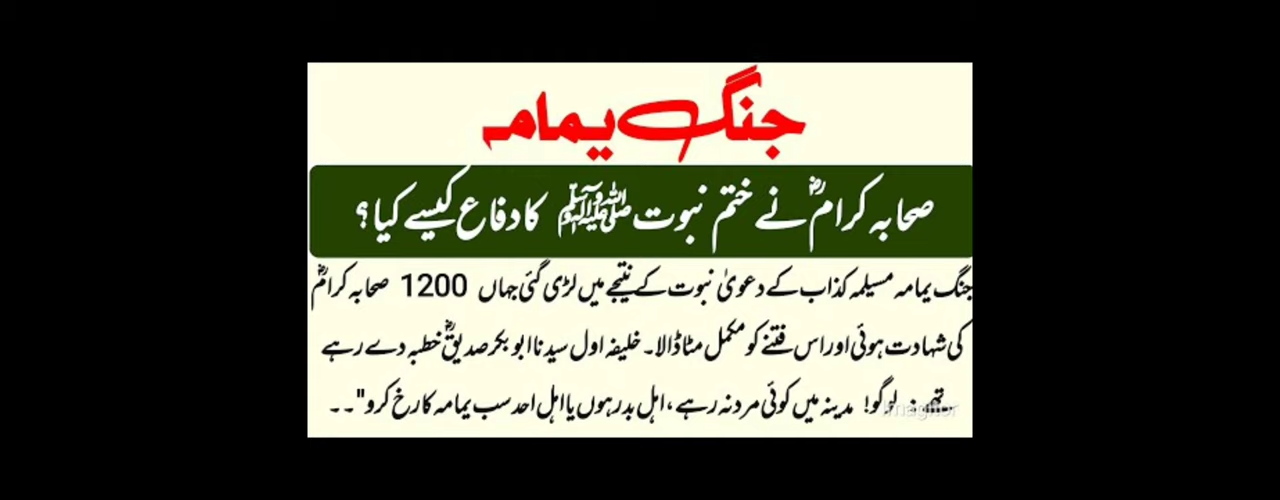 جنگ یمامہ
صحابہ کرامؓ نے ختم نبوت ﷺ کا دفاع کیسے کیا؟
جنگ یمامہ مسیلمہ کذاب کے دعویٰ نبوت کے نتیجے میں لڑی گئی جہاں 1200 صحابہ کرامؓ
کی شہادت ہوئی اور اس فتنے کو مکمل مٹا ڈالا۔ خلیفہ اول سیدنا ابو بکر صدیقؓ خطبہ دے رہے
تھے: لوگو! مدینہ میں کوئی مرد نہ رہے، اہل بدر ہوں یا اہل احد سب یمامہ کا رخ کرو"۔۔
Imagitor